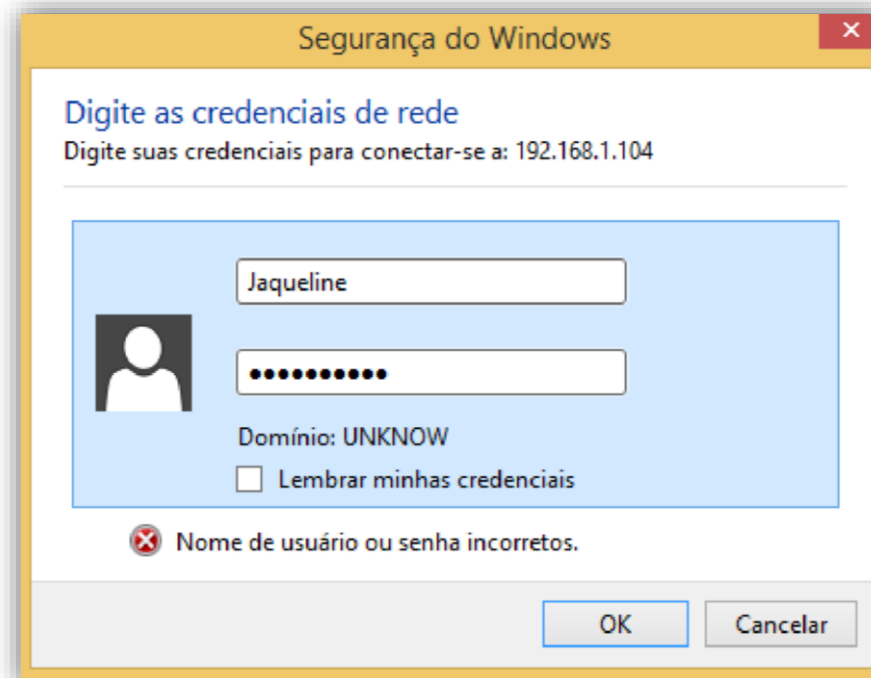 Segurança do Windows
Digite as credenciais de rede
Digite suas credenciais para conectar-se a: 192.168.1.104
Jaqueline
••••••••••
Domínio: UNKNOW
Lembrar minhas credenciais
Nome de usuário ou senha incorretos.
OK Cancelar